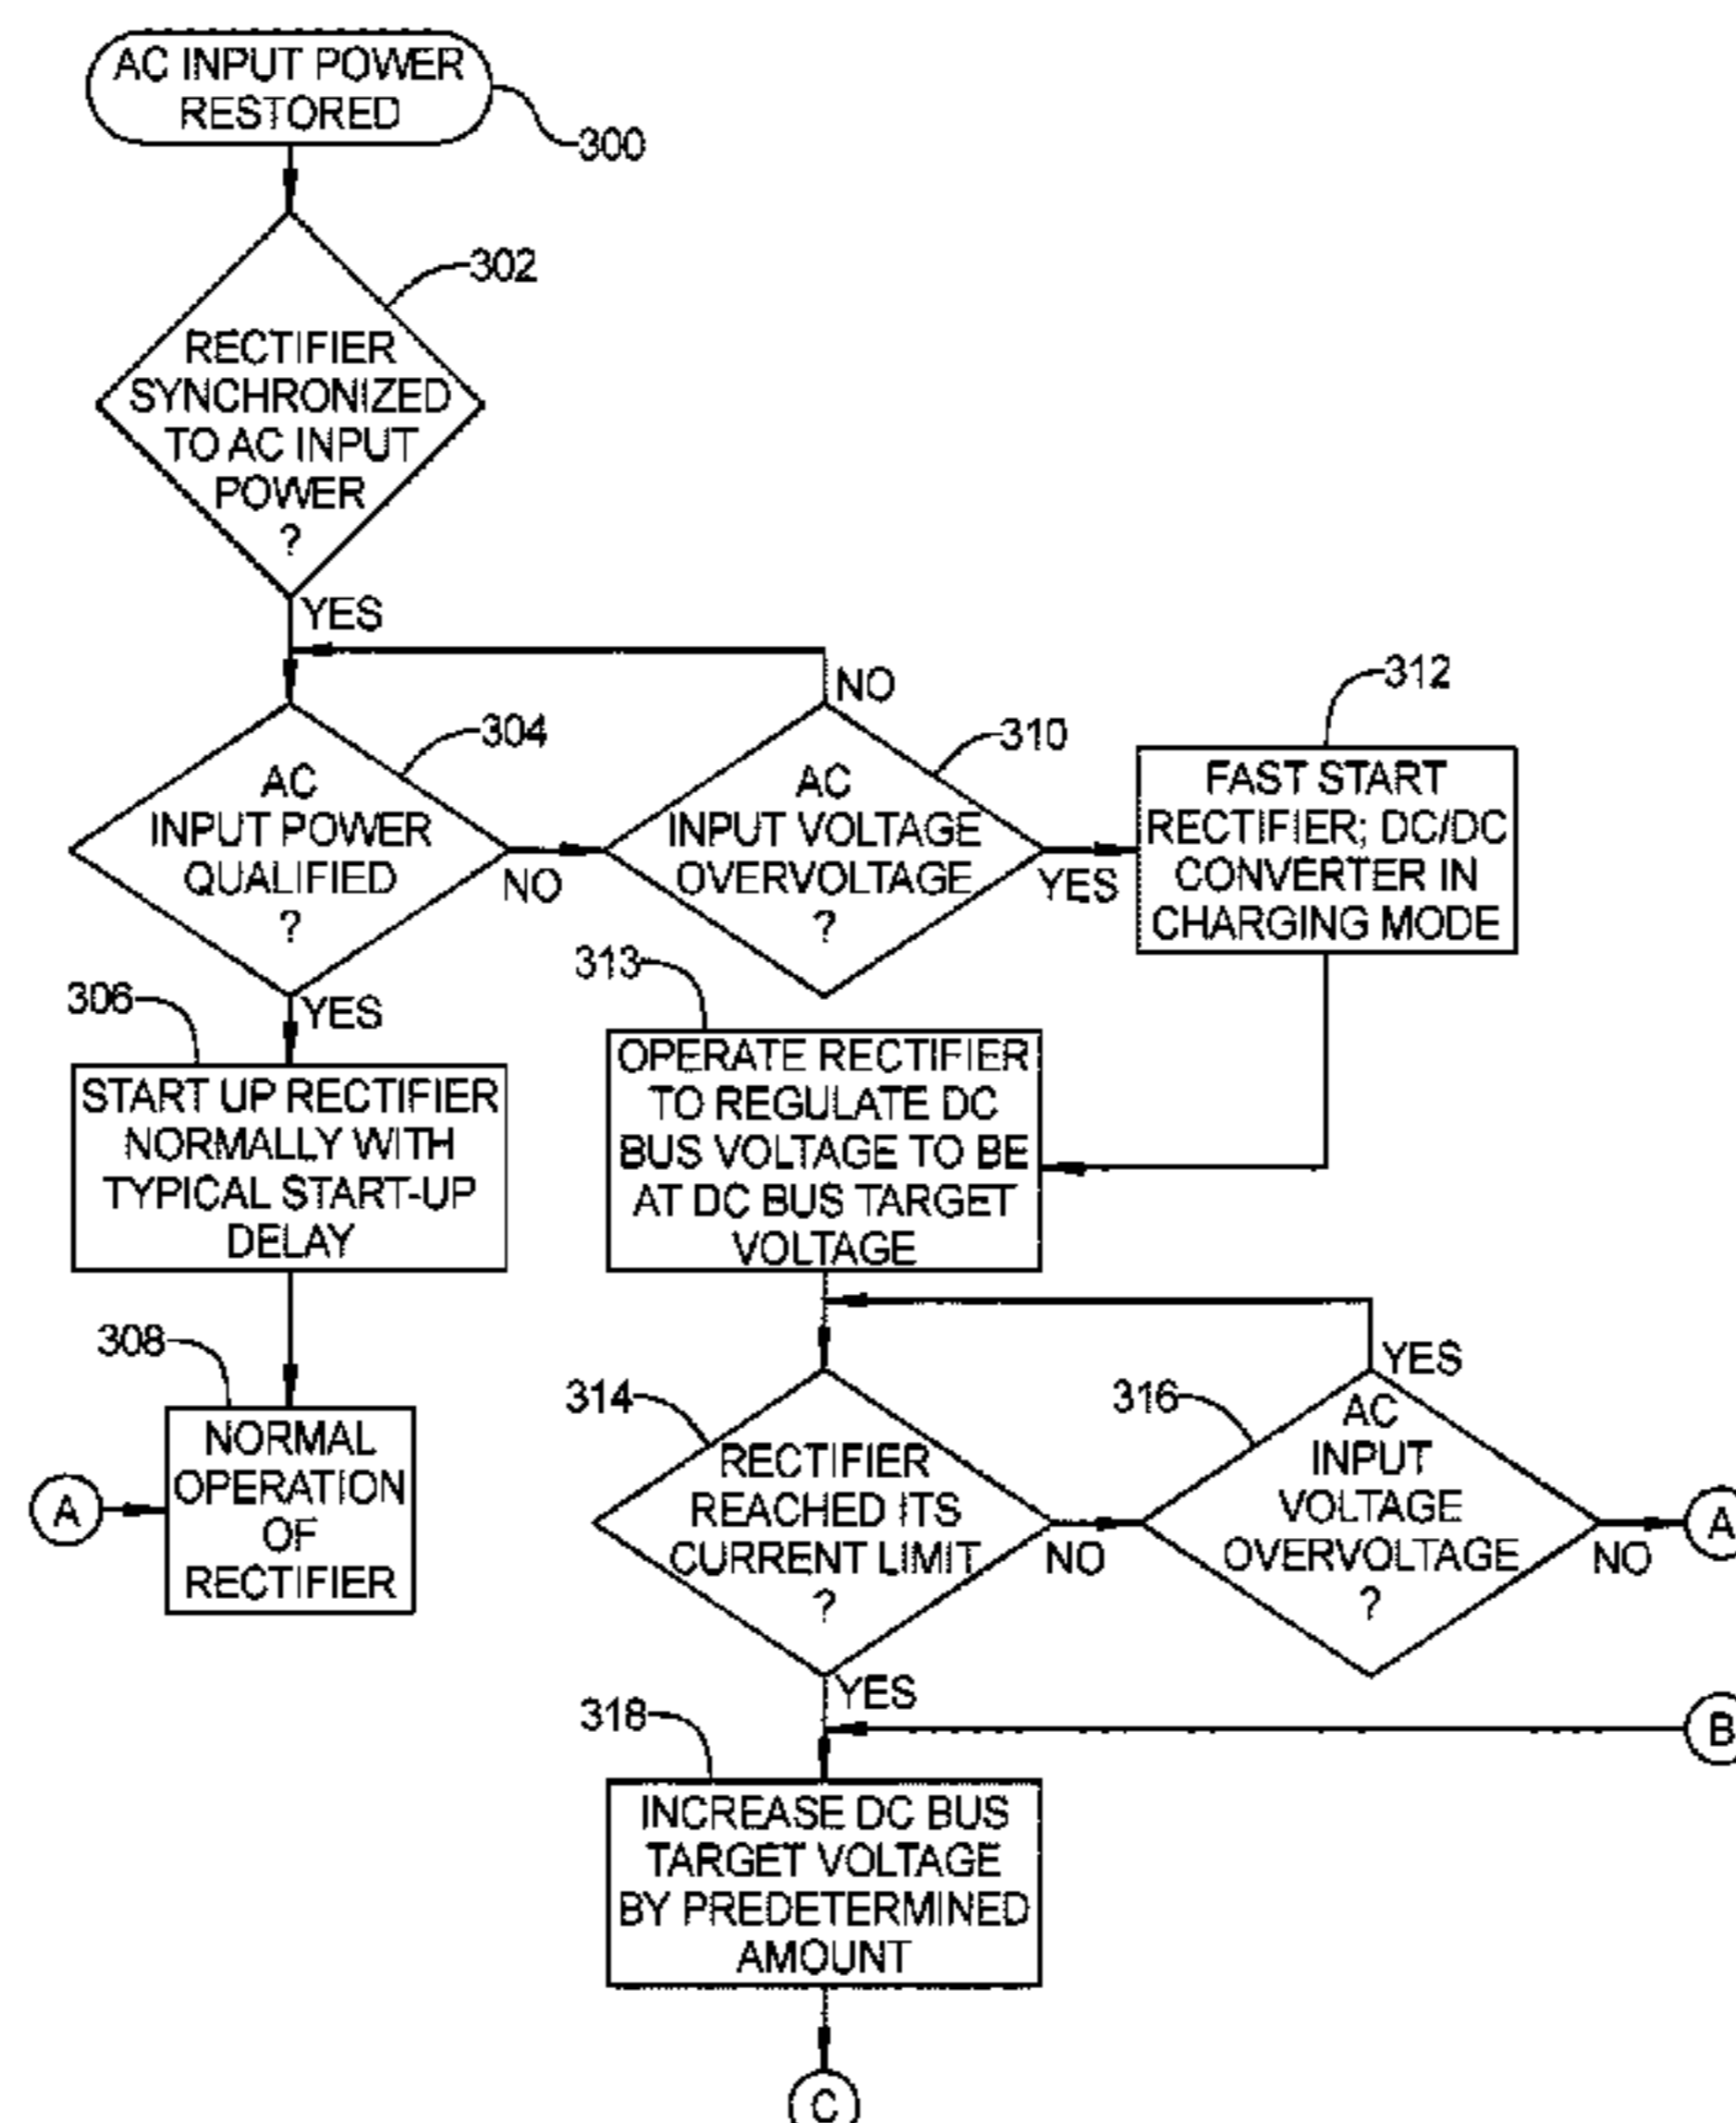 AC INPUT POWER
RESTORED
300
302
RECTIFIER
SYNCHRONIZED
TO AC INPUT
POWER
?
YES
304
AC
INPUT POWER
QUALIFIED
?
NO
YES
NO
310
AC
INPUT VOLTAGE
OVERVOLTAGE
?
YES
312
FAST START
RECTIFIER; DC/DC
CONVERTER IN
CHARGING MODE
306
START UP RECTIFIER
NORMALLY WITH
TYPICAL START-UP
DELAY
313
OPERATE RECTIFIER
TO REGULATE DC
BUS VOLTAGE TO BE
AT DC BUS TARGET
VOLTAGE
308
A
NORMAL
OPERATION
OF
RECTIFIER
314
RECTIFIER
REACHED ITS
CURRENT LIMIT
?
NO
YES
316
YES
AC
INPUT
VOLTAGE
OVERVOLTAGE
?
NO
A
B
318
INCREASE DC BUS
TARGET VOLTAGE
BY PREDETERMINED
AMOUNT
C